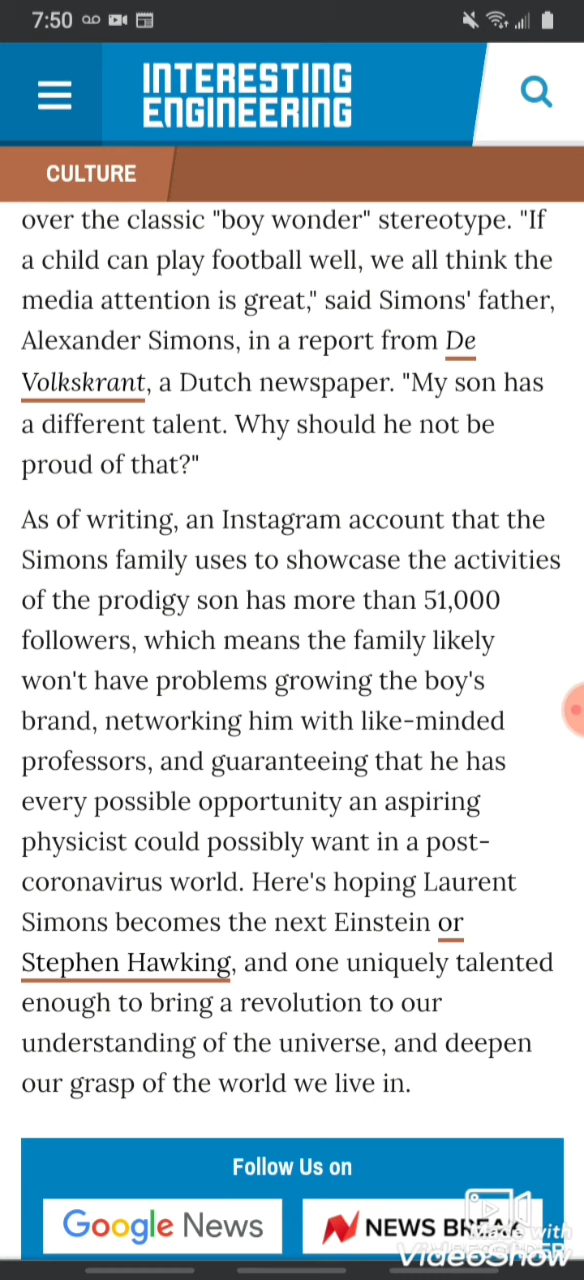 7:50
INTERESTING
ENGINEERING
CULTURE
over the classic "boy wonder" stereotype. "If
a child can play football well, we all think the
media attention is great," said Simons' father,
Alexander Simons, in a report from De
Volkskrant, a Dutch newspaper. "My son has
a different talent. Why should he not be
proud of that?"
As of writing, an Instagram account that the
Simons family uses to showcase the activities
of the prodigy son has more than 51,000
followers, which means the family likely
won't have problems growing the boy's
brand, networking him with like-minded
professors, and guaranteeing that he has
every possible opportunity an aspiring
physicist could possibly want in a post-
coronavirus world. Here's hoping Laurent
Simons becomes the next Einstein or
Stephen Hawking, and one uniquely talented
enough to bring a revolution to our
understanding of the universe, and deepen
our grasp of the world we live in.
Follow Us on
Google News
NEWS BREAK
Made with
VideoShow